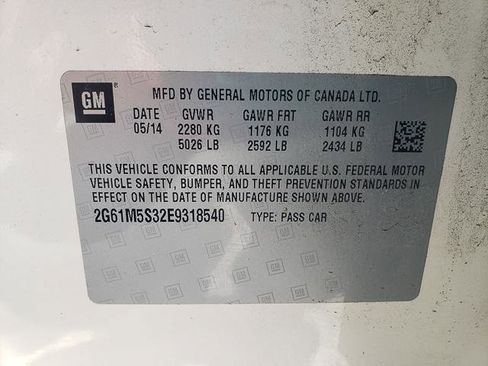 GM
MFD BY GENERAL MOTORS OF CANADA LTD.
DATE GVWR GAWR FRT GAWR RR
05/14 2280 KG 1176 KG 1104 KG
5026 LB 2592 LB 2434 LB
THIS VEHICLE CONFORMS TO ALL APPLICABLE U.S. FEDERAL MOTOR
VEHICLE SAFETY, BUMPER, AND THEFT PREVENTION STANDARDS IN
EFFECT ON THE DATE OF MANUFACTURE SHOWN ABOVE.
2G61M5S32E9318540 TYPE: PASS CAR